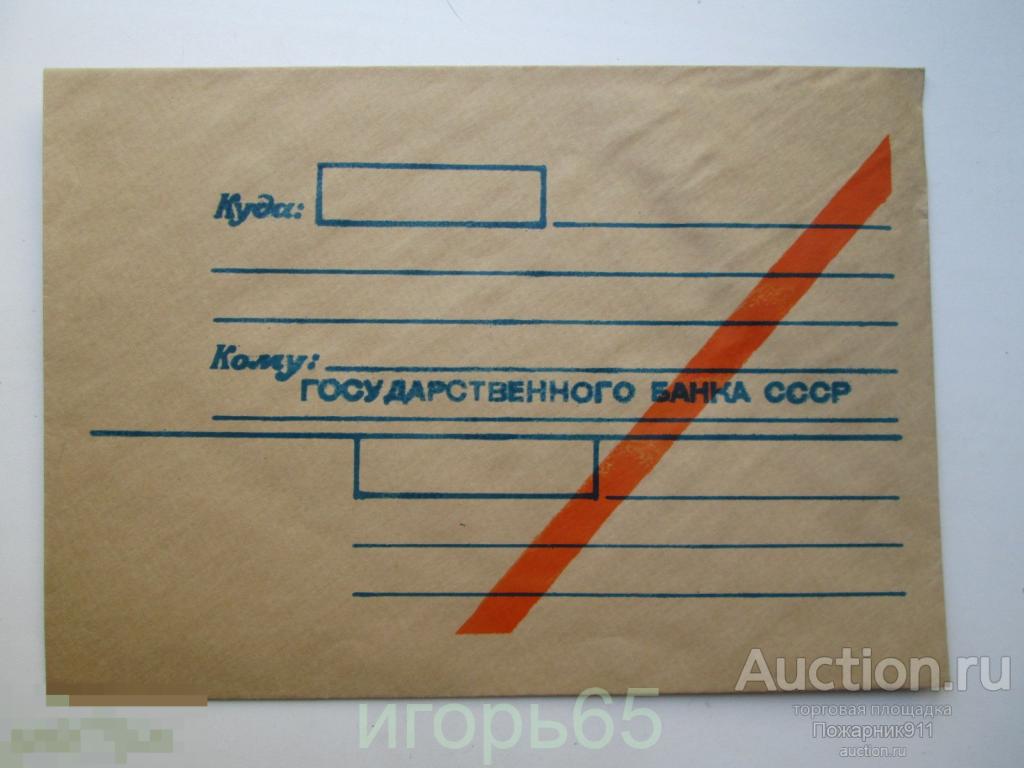 Куда:
Кому:
ГОСУДАРСТВЕННОГО БАНКА СССР
Auction.ru
торговая площадка
Пожарник911
auction.ru
игорь65